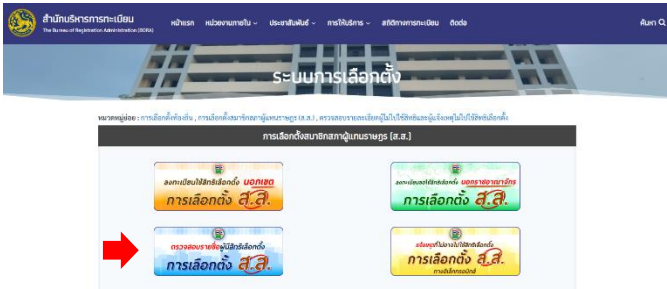 สำนักบริหารการทะเบียน
The Bureau of Registration Administration (BORA)
หน้าแรก หน่วยงานภายใน ประชาสัมพันธ์ การให้บริการ สถิติทางการทะเบียน ติดต่อ ค้นหา
ระบบการเลือกตั้ง
หมวดหมู่ย่อย : การเลือกตั้งท้องถิ่น , การเลือกตั้งสมาชิกสภาผู้แทนราษฎร (ส.ส.) , ตรวจสอบรายละเอียดผู้ไม่ไปใช้สิทธิและผู้แจ้งเหตุไม่ไปใช้สิทธิเลือกตั้ง
การเลือกตั้งสมาชิกสภาผู้แทนราษฎร (ส.ส.)
ลงทะเบียนใช้สิทธิเลือกตั้ง นอกเขต
การเลือกตั้ง ส.ส.
ลงทะเบียนขอใช้สิทธิเลือกตั้ง นอกราชอาณาจักร
การเลือกตั้ง ส.ส.
ตรวจสอบรายชื่อผู้มีสิทธิเลือกตั้ง
การเลือกตั้ง ส.ส.
แจ้งเหตุที่ไม่อาจไปใช้สิทธิเลือกตั้ง
การเลือกตั้ง ส.ส.
ทางอิเล็กทรอนิกส์